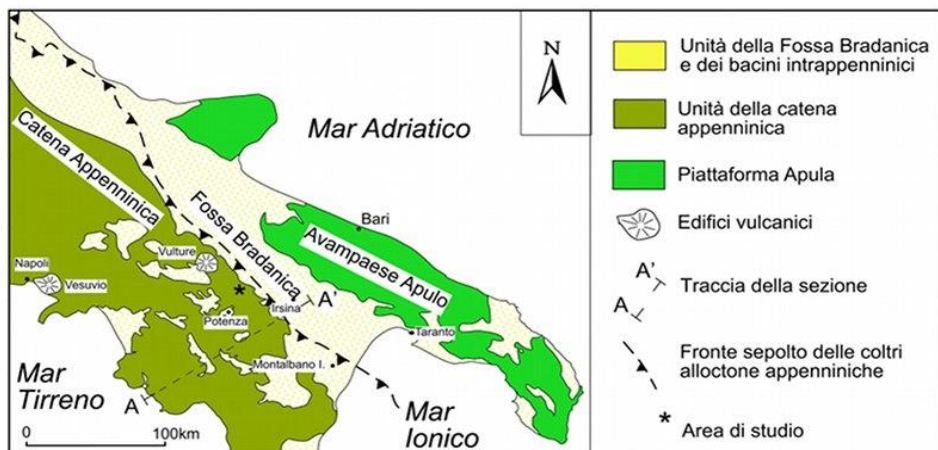 N
Mar Adriatico
Catena Appenninica
Fossa Bradanica
Avampaese Apulo
Bari
Vulture
Napoli
Vesuvio
Irsina
A'
Potenza
Taranto
Montalbano I.
Mar
Tirreno
A
Mar
Ionico
0
100km
Unità della Fossa Bradanica
e dei bacini intrappenninici
Unità della catena
appenninica
Piattaforma Apula
Edifici vulcanici
A'
A
Traccia della sezione
Fronte sepolto delle coltri
alloctone appenniniche
* Area di studio